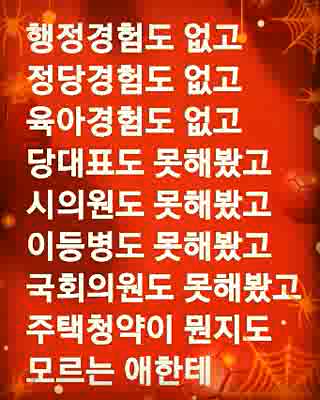 행정경험도 없고
정당경험도 없고
육아경험도 없고
당대표도 못해봤고
시의원도 못해봤고
이등병도 못해봤고
국회의원도 못해봤고
주택청약이 뭔지도
모르는 애한테